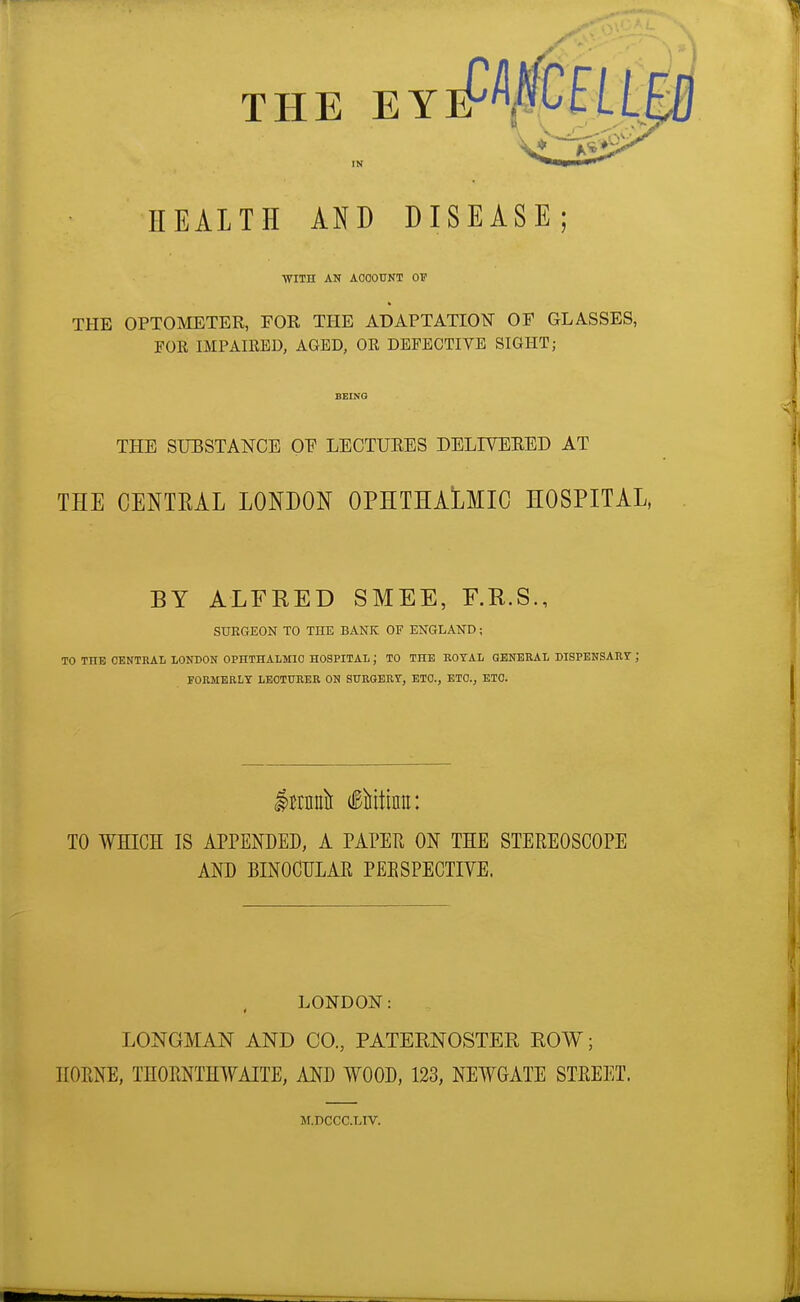 THE EYE
CANCELLED
IN
HEALTH AND DISEASE;
WITH AN ACCOUNT OF
THE OPTOMETER, FOR THE ADAPTATION OF GLASSES,
FOR IMPAIRED, AGED, OR DEFECTIVE SIGHT;
BEING
THE SUBSTANCE OF LECTURES DELIVERED AT
THE CENTRAL LONDON OPHTHALMIC HOSPITAL,
BY ALFRED SMEE, F.R.S.,
SURGEON TO THE BANK OF ENGLAND;
TO THE CENTRAL LONDON OPHTHALMIC HOSPITAL; TO THE ROYAL GENERAL DISPENSARY;
FORMERLY LECTURER ON SURGERY, ETC., ETC., ETC.
Second Edition:
TO WHICH IS APPENDED, A PAPER ON THE STEREOSCOPE
AND BINOCULAR PERSPECTIVE.
LONDON:
LONGMAN AND CO., PATERNOSTER ROW;
HORNE, THORNTHWAITE, AND WOOD, 123, NEWGATE STREET.
M.DCCC.LIV.